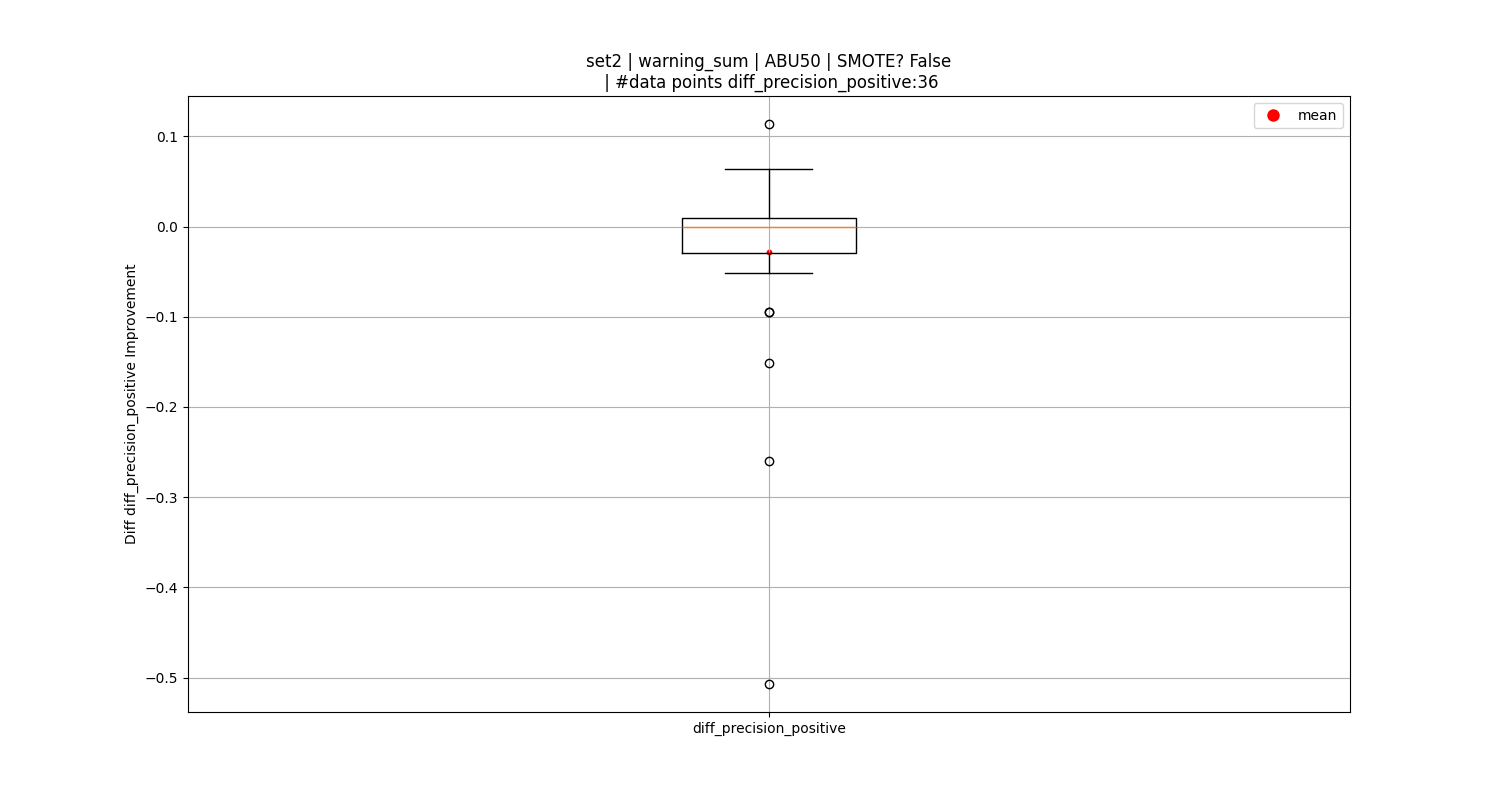 set2 | warning_sum | ABU50 | SMOTE? False
| #data points diff_precision_positive:36
mean
0.1
0.0
−0.1
−0.2
−0.3
−0.4
−0.5
Diff diff_precision_positive Improvement
diff_precision_positive